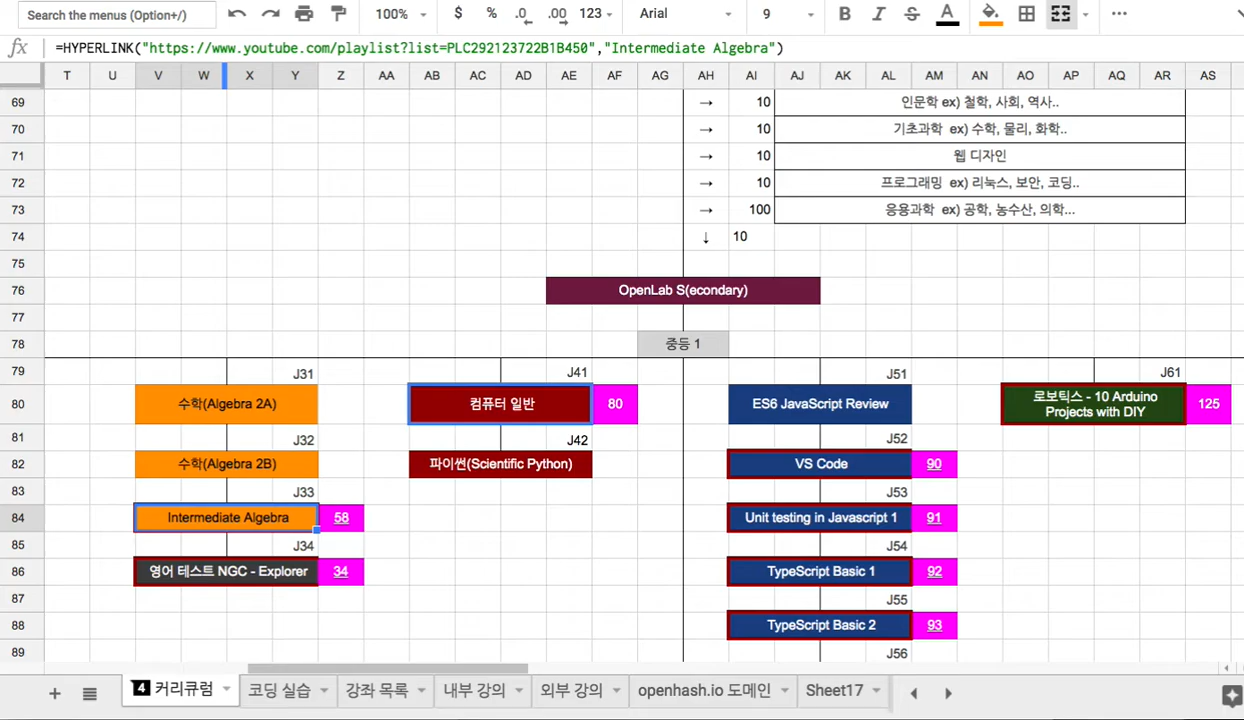 Search the menus (Option+/)
100%
$ % .0 .00 123
Arial
9
B I S A
fx =HYPERLINK("https://www.youtube.com/playlist?list=PLC292123722B1B450","Intermediate Algebra")
T U V W X Y Z AA AB AC AD AE AF AG AH AI AJ AK AL AM AN AO AP AQ AR AS
69 → 10 인문학 ex) 철학, 사회, 역사..
70 → 10 기초과학 ex) 수학, 물리, 화학..
71 → 10 웹 디자인
72 → 10 프로그래밍 ex) 리눅스, 보안, 코딩..
73 → 100 응용과학 ex) 공학, 농수산, 의학...
74 ↓ 10
75
76 OpenLab S(econdary)
77
78 중등 1
79 J31 J41 J51 J61
80 수학(Algebra 2A) 컴퓨터 일반 80 ES6 JavaScript Review 로보틱스 - 10 Arduino
Projects with DIY 125
81 J32 J42 J52
82 수학(Algebra 2B) 파이썬(Scientific Python) VS Code 90
83 J33 J53
84 Intermediate Algebra 58 Unit testing in Javascript 1 91
85 J34 J54
86 영어 테스트 NGC - Explorer 34 TypeScript Basic 1 92
87 J55
88 TypeScript Basic 2 93
89 J56
4 커리큘럼 코딩 실습 강좌 목록 내부 강의 외부 강의 openhash.io 도메인 Sheet17